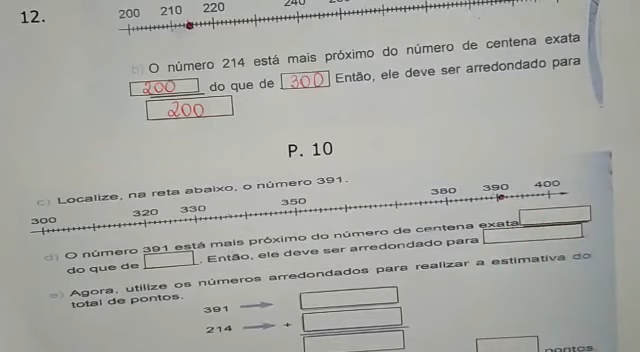 12.
200 210 220 240
b) O número 214 está mais próximo do número de centena exata
200 do que de 300 Então, ele deve ser arredondado para
200
P. 10
c) Localize, na reta abaixo, o número 391.
300 320 330 350 380 390 400
d) O número 391 está mais próximo do número de centena exata
do que de . Então, ele deve ser arredondado para
e) Agora, utilize os números arredondados para realizar a estimativa do
total de pontos.
391
214 +
pontos